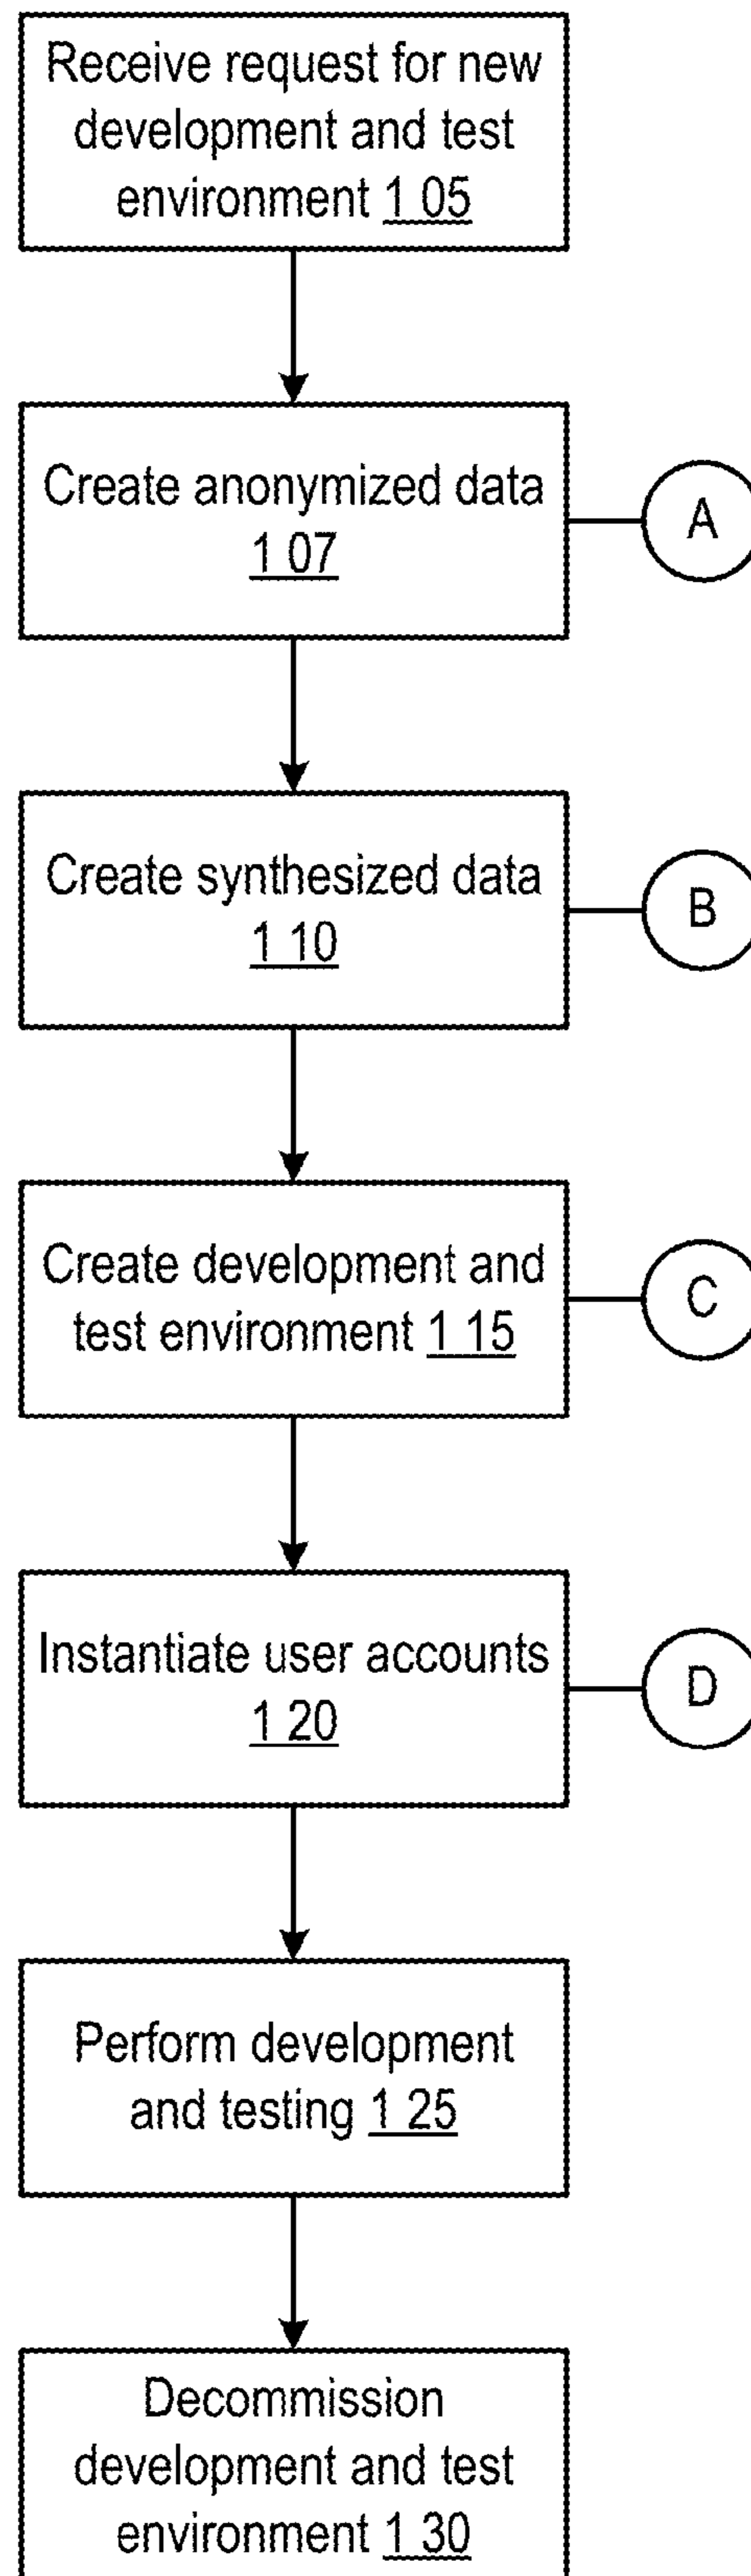 Receive request for new
development and test
environment 1 05
Create anonymized data
1 07
A
Create synthesized data
1 10
B
Create development and
test environment 1 15
C
Instantiate user accounts
1 20
D
Perform development
and testing 1 25
Decommission
development and test
environment 1 30